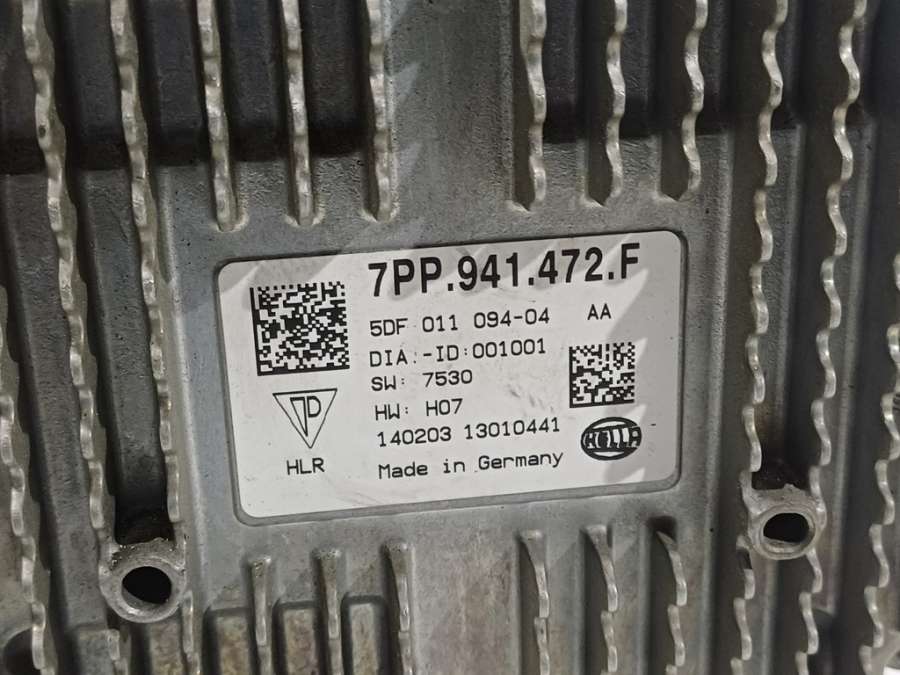 7PP.941.472.F
5DF 011 094-04 AA
DIA.-ID:001001
SW: 7530
HW: H07
140203 13010441
Made in Germany
HLR
HELLA